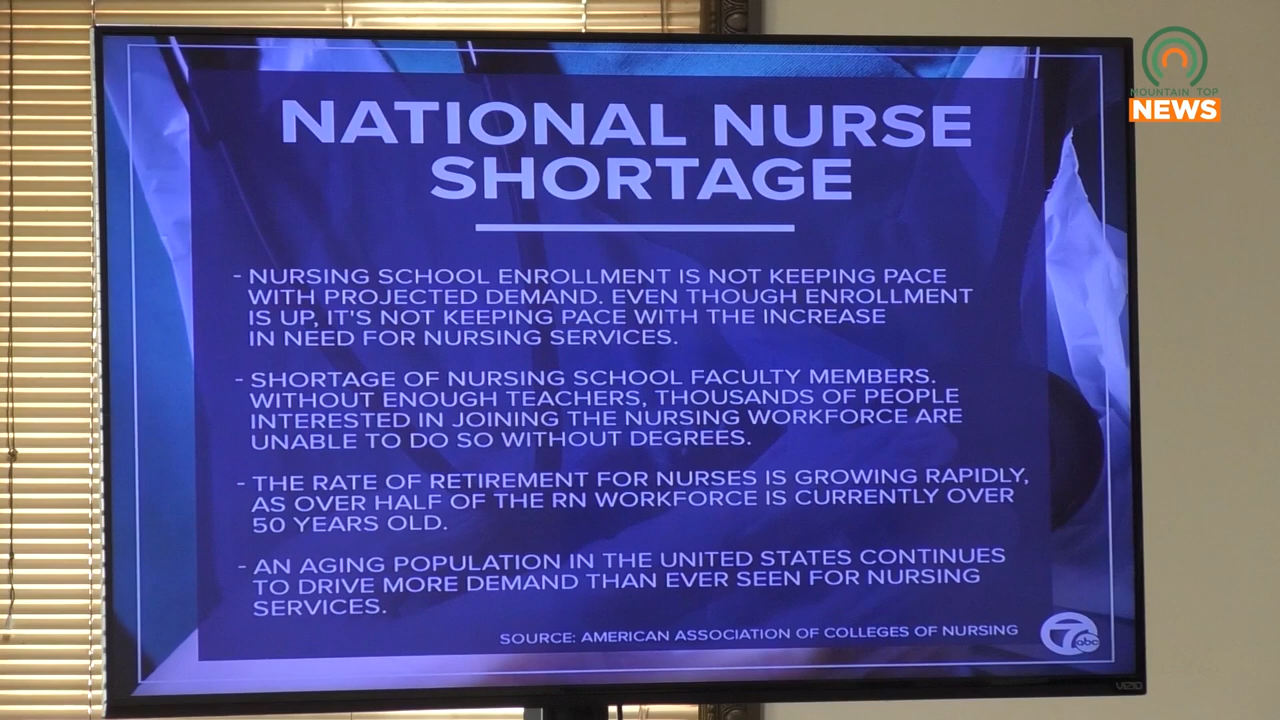 MOUNTAIN TOP
NEWS
NATIONAL NURSE
SHORTAGE
- NURSING SCHOOL ENROLLMENT IS NOT KEEPING PACE
WITH PROJECTED DEMAND. EVEN THOUGH ENROLLMENT
IS UP, IT'S NOT KEEPING PACE WITH THE INCREASE
IN NEED FOR NURSING SERVICES.
- SHORTAGE OF NURSING SCHOOL FACULTY MEMBERS.
WITHOUT ENOUGH TEACHERS, THOUSANDS OF PEOPLE
INTERESTED IN JOINING THE NURSING WORKFORCE ARE
UNABLE TO DO SO WITHOUT DEGREES.
- THE RATE OF RETIREMENT FOR NURSES IS GROWING RAPIDLY,
AS OVER HALF OF THE RN WORKFORCE IS CURRENTLY OVER
50 YEARS OLD.
- AN AGING POPULATION IN THE UNITED STATES CONTINUES
TO DRIVE MORE DEMAND THAN EVER SEEN FOR NURSING
SERVICES.
SOURCE: AMERICAN ASSOCIATION OF COLLEGES OF NURSING
7 abc
VIZIO